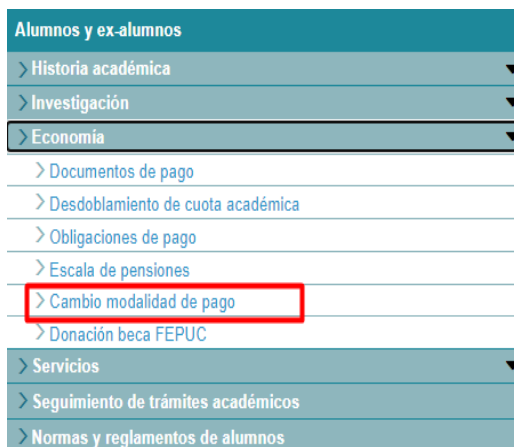 Alumnos y ex-alumnos
Historia académica
Investigación
Economía
Documentos de pago
Desdoblamiento de cuota académica
Obligaciones de pago
Escala de pensiones
Cambio modalidad de pago
Donación beca FEPUC
Servicios
Seguimiento de trámites académicos
Normas y reglamentos de alumnos